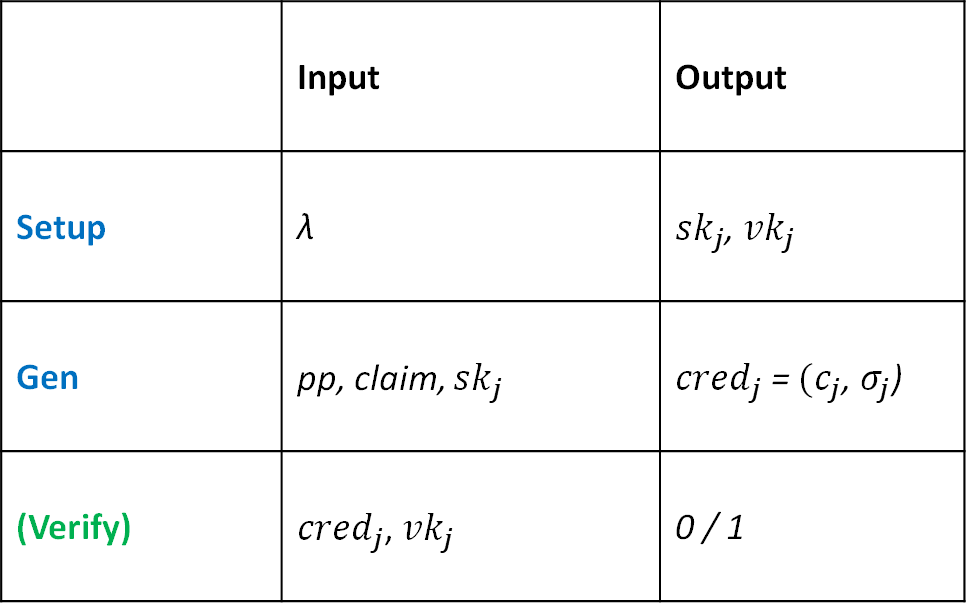 Input Output
Setup λ sk_j, vk_j
Gen pp, claim, sk_j cred_j = (c_j, σ_j)
(Verify) cred_j, vk_j 0 / 1